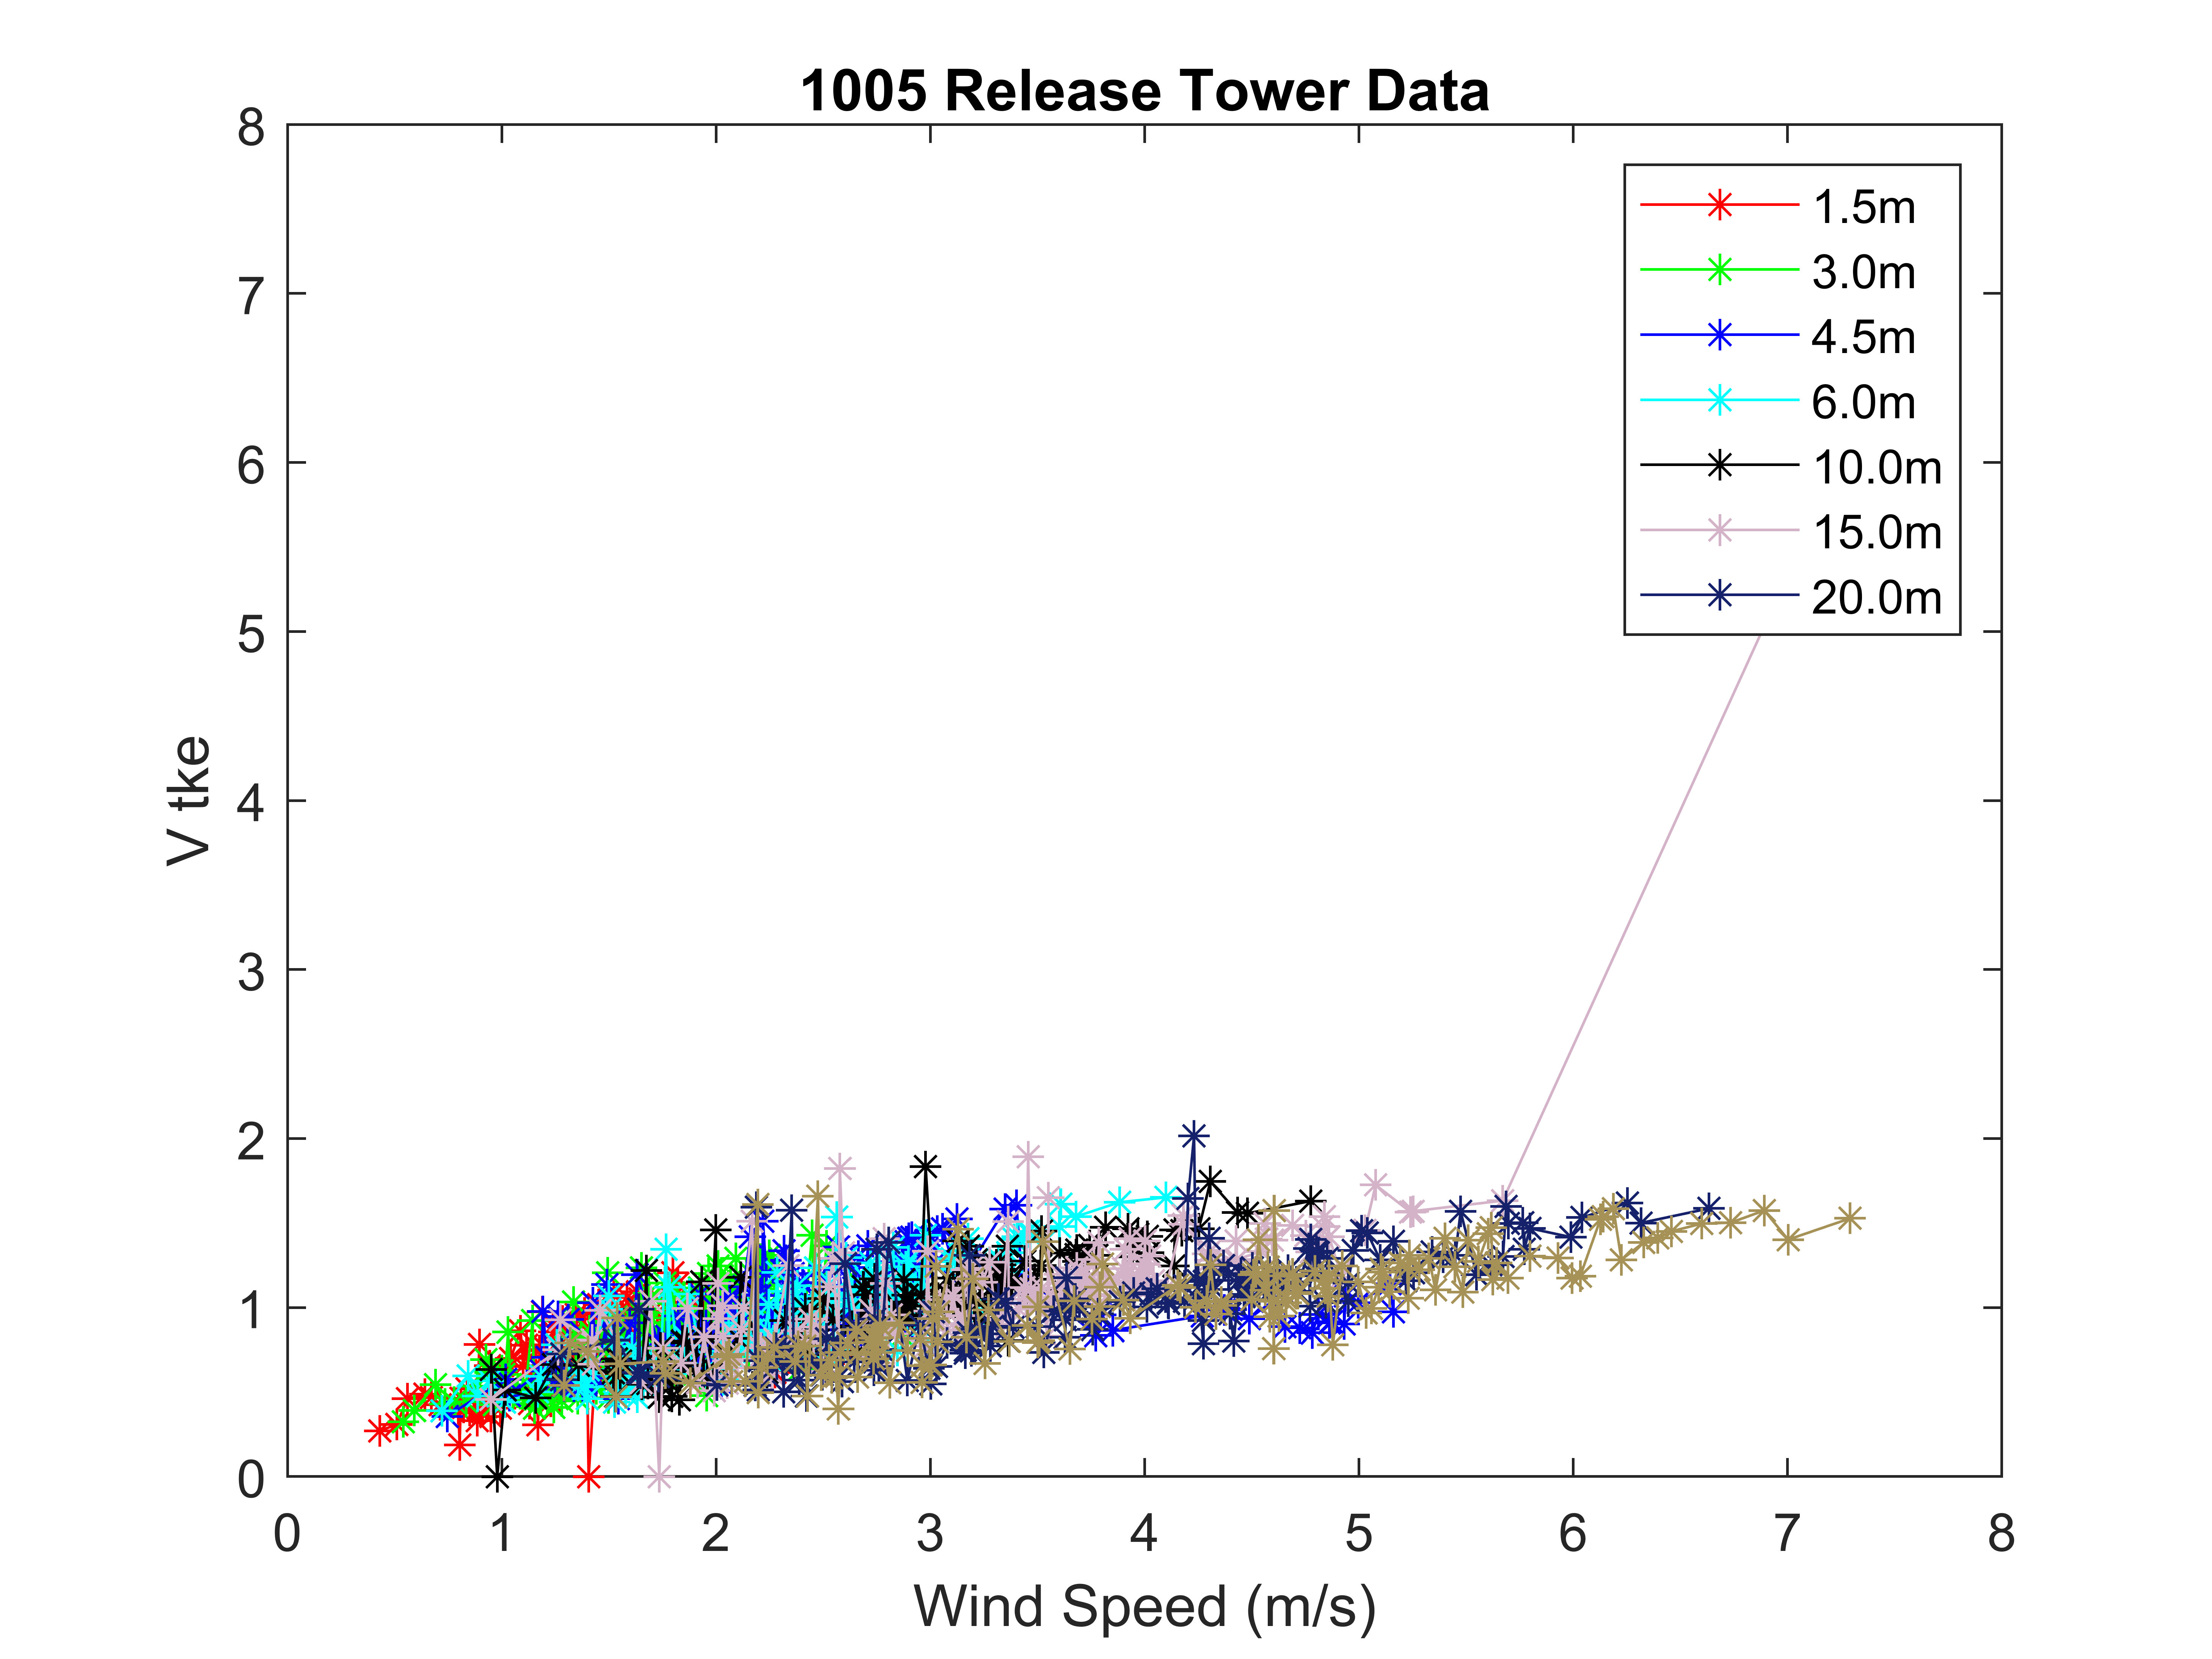 1005 Release Tower Data
8
7
6
5
4
3
2
1
0
V tke
1.5m
3.0m
4.5m
6.0m
10.0m
15.0m
20.0m
0 1 2 3 4 5 6 7 8
Wind Speed (m/s)